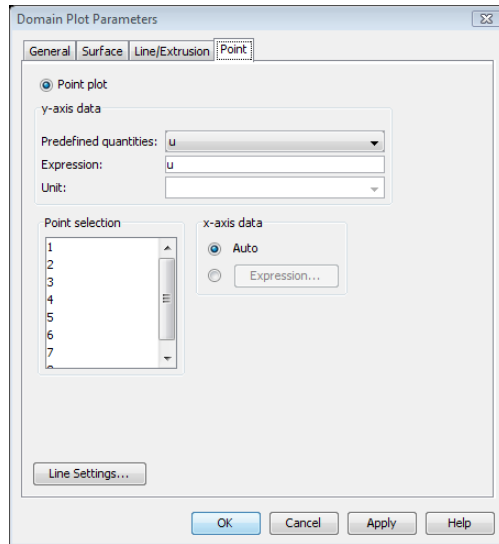 Domain Plot Parameters
General Surface Line/Extrusion Point
Point plot
y-axis data
Predefined quantities: u
Expression: u
Unit:
Point selection
x-axis data
1
2
3
4
5
6
7
Auto
Expression...
Line Settings...
OK Cancel Apply Help